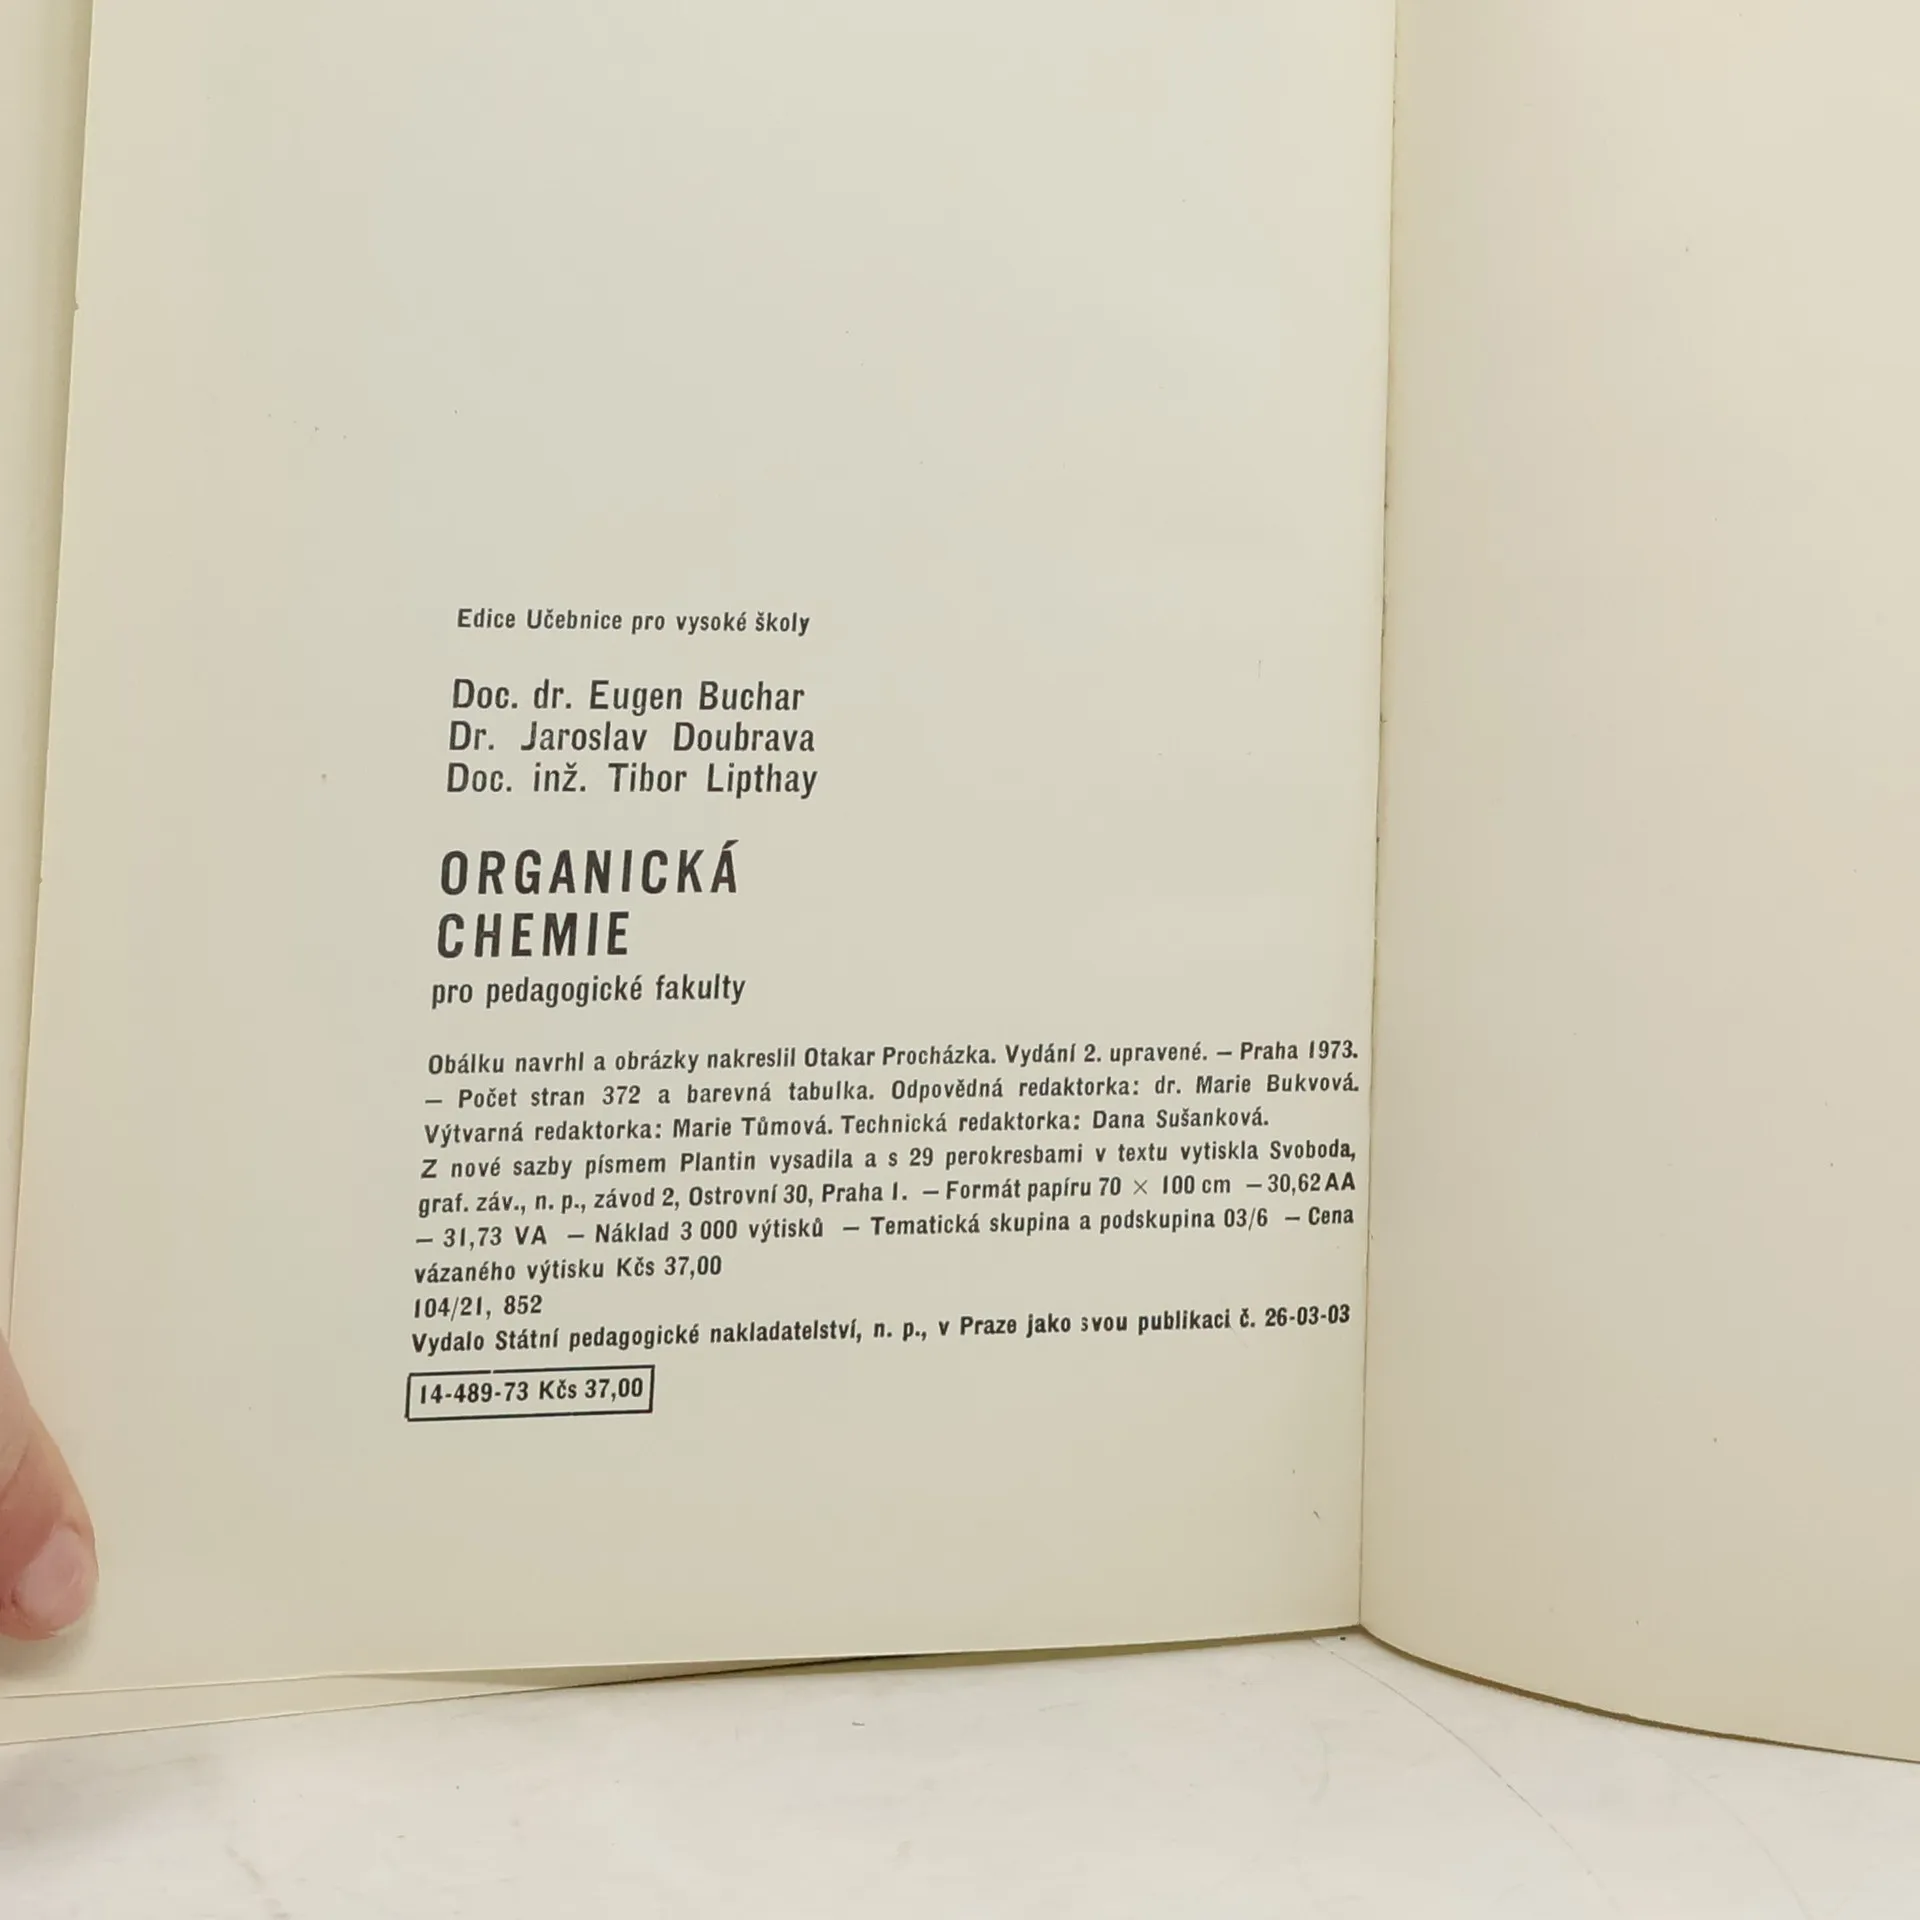 Edice Učebnice pro vysoké školy
Doc. dr. Eugen Buchar
Dr. Jaroslav Doubrava
Doc. inž. Tibor Lipthay
ORGANICKÁ
CHEMIE
pro pedagogické fakulty
Obálku navrhl a obrázky nakreslil Otakar Procházka. Vydání 2. upravené. — Praha 1973.
— Počet stran 372 a barevná tabulka. Odpovědná redaktorka: dr. Marie Bukvová.
Výtvarná redaktorka: Marie Tůmová. Technická redaktorka: Dana Sušanková.
Z nové sazby písmem Plantin vysadila a s 29 perokresbami v textu vytiskla Svoboda,
graf. záv., n. p., závod 2, Ostrovní 30, Praha 1. — Formát papíru 70 × 100 cm — 30,62 AA
— 31,73 VA — Náklad 3 000 výtisků — Tematická skupina a podskupina 03/6 — Cena
vázaného výtisku Kčs 37,00
104/21, 852
Vydalo Státní pedagogické nakladatelství, n. p., v Praze jako svou publikaci č. 26-03-03
14-489-73 Kčs 37,00